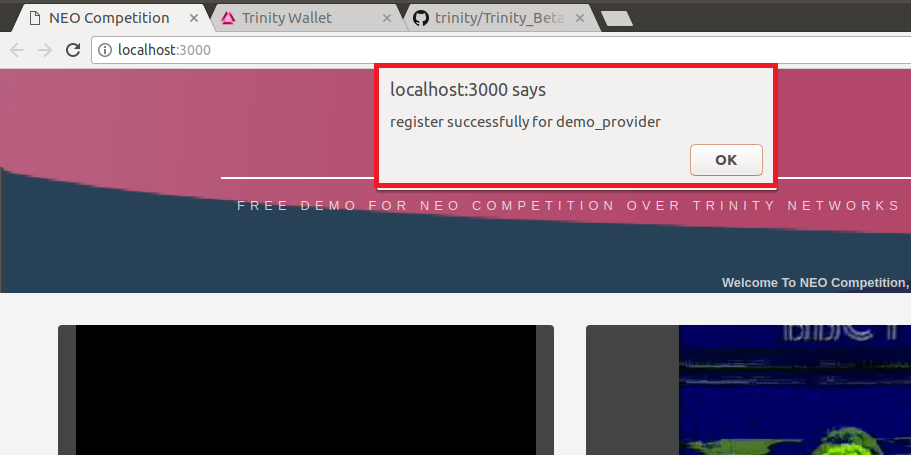 NEO Competition
Trinity Wallet
trinity/Trinity_Beta
localhost:3000
localhost:3000 says
register successfully for demo_provider
OK
FREE DEMO FOR NEO COMPETITION OVER TRINITY NETWORKS
Welcome To NEO Competition,